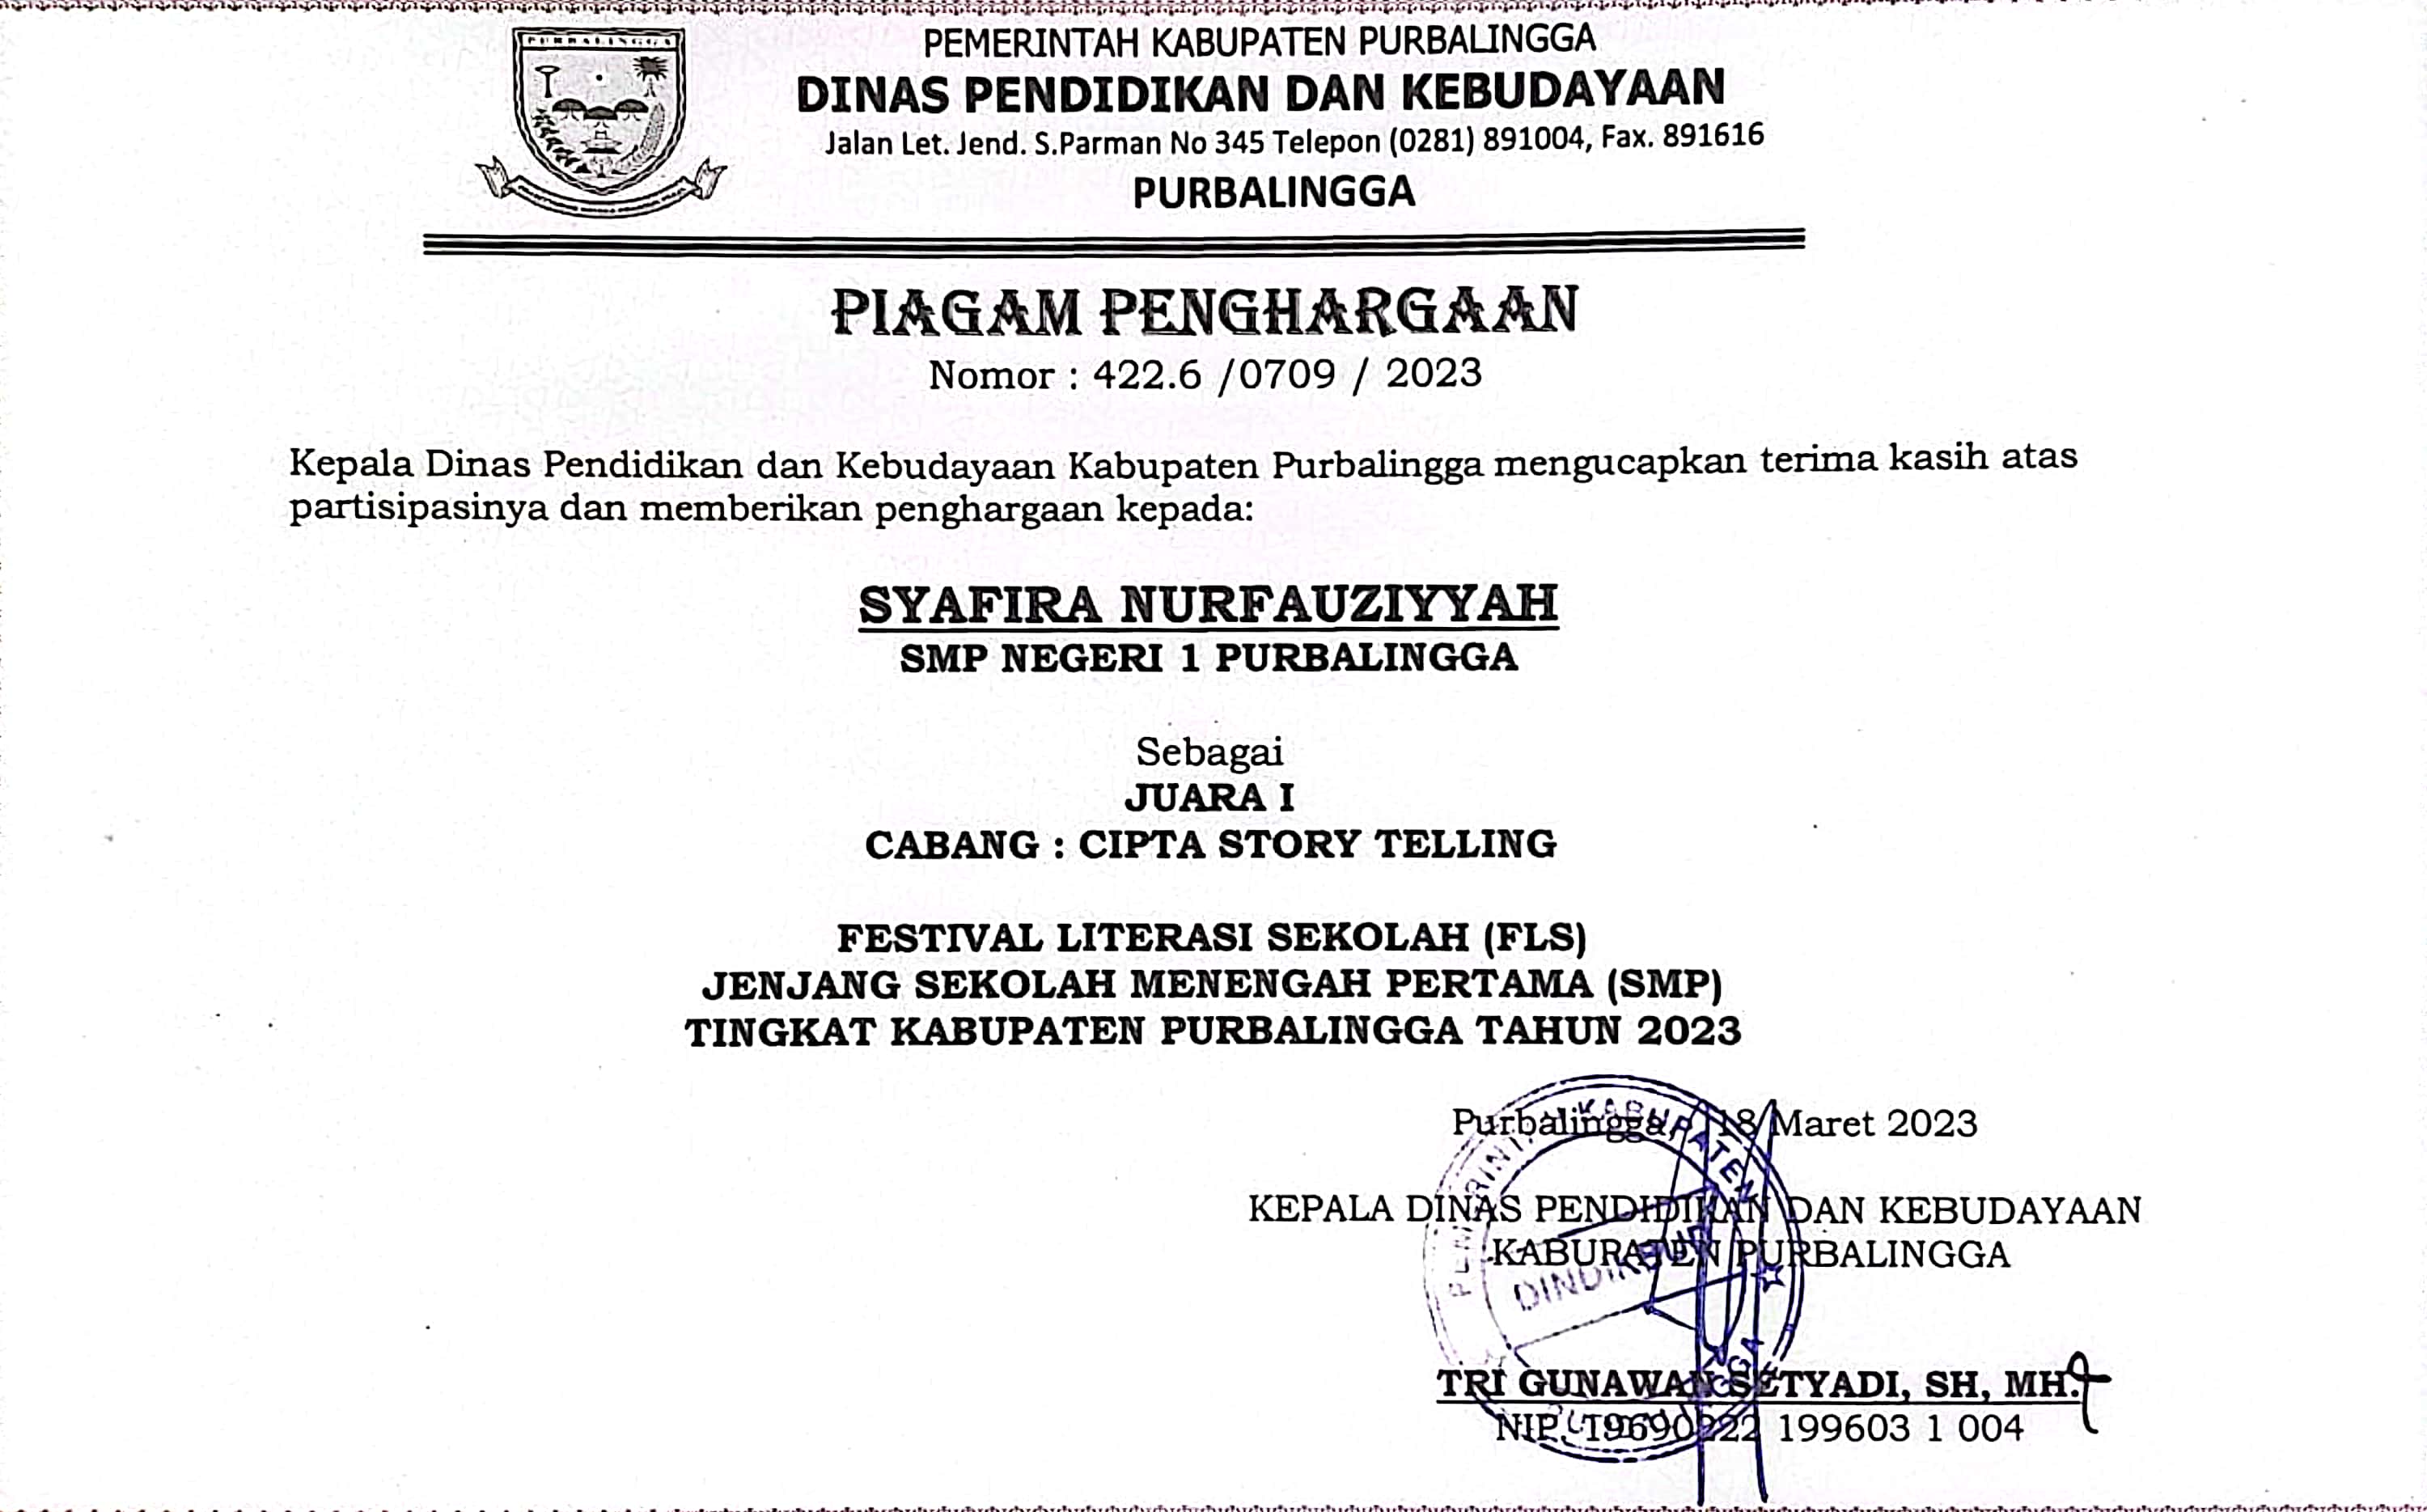 PURBALINGGA
PEMERINTAH KABUPATEN PURBALINGGA
DINAS PENDIDIKAN DAN KEBUDAYAAN
Jalan Let. Jend. S.Parman No 345 Telepon (0281) 891004, Fax. 891616
PURBALINGGA
PIAGAM PENGHARGAAN
Nomor : 422.6 /0709 / 2023
Kepala Dinas Pendidikan dan Kebudayaan Kabupaten Purbalingga mengucapkan terima kasih atas
partisipasinya dan memberikan penghargaan kepada:
SYAFIRA NURFAUZIYYAH
SMP NEGERI 1 PURBALINGGA
Sebagai
JUARA I
CABANG : CIPTA STORY TELLING
FESTIVAL LITERASI SEKOLAH (FLS)
JENJANG SEKOLAH MENENGAH PERTAMA (SMP)
TINGKAT KABUPATEN PURBALINGGA TAHUN 2023
Purbalingga, 18 Maret 2023
KEPALA DINAS PENDIDIKAN DAN KEBUDAYAAN
KABUPATEN PURBALINGGA
KABUPATEN
TRI GUNAWAN SETYADI, SH, MH.
NIP. 19690222 199603 1 004